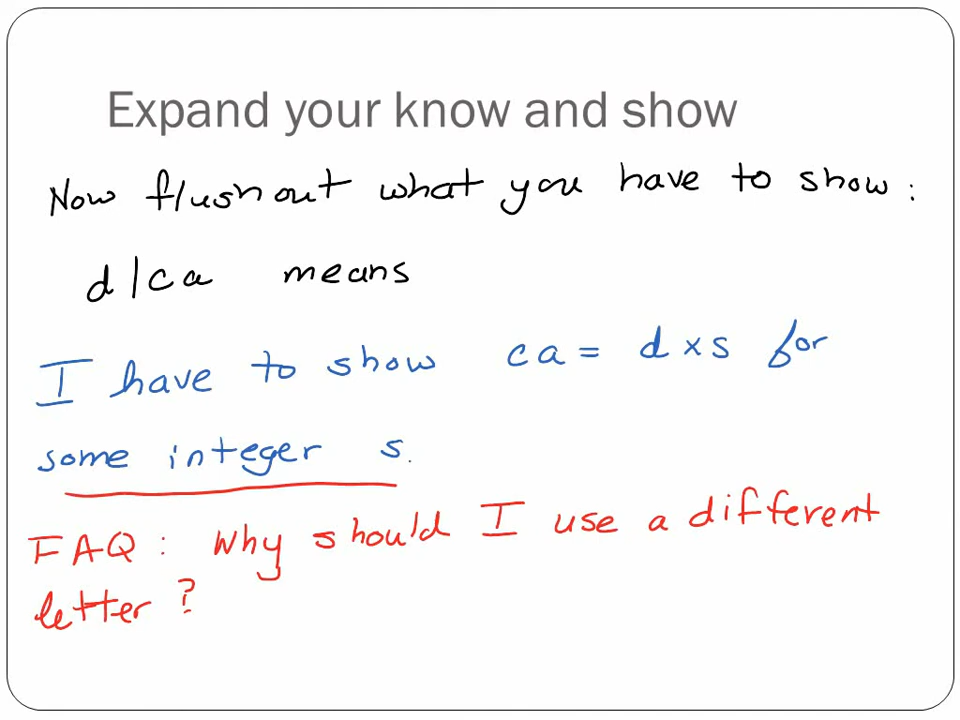 Expand your know and show
Now flush out what you have to show:
d|ca means
I have to show ca = d × s for
some integer s.
FAQ: Why should I use a different
letter?